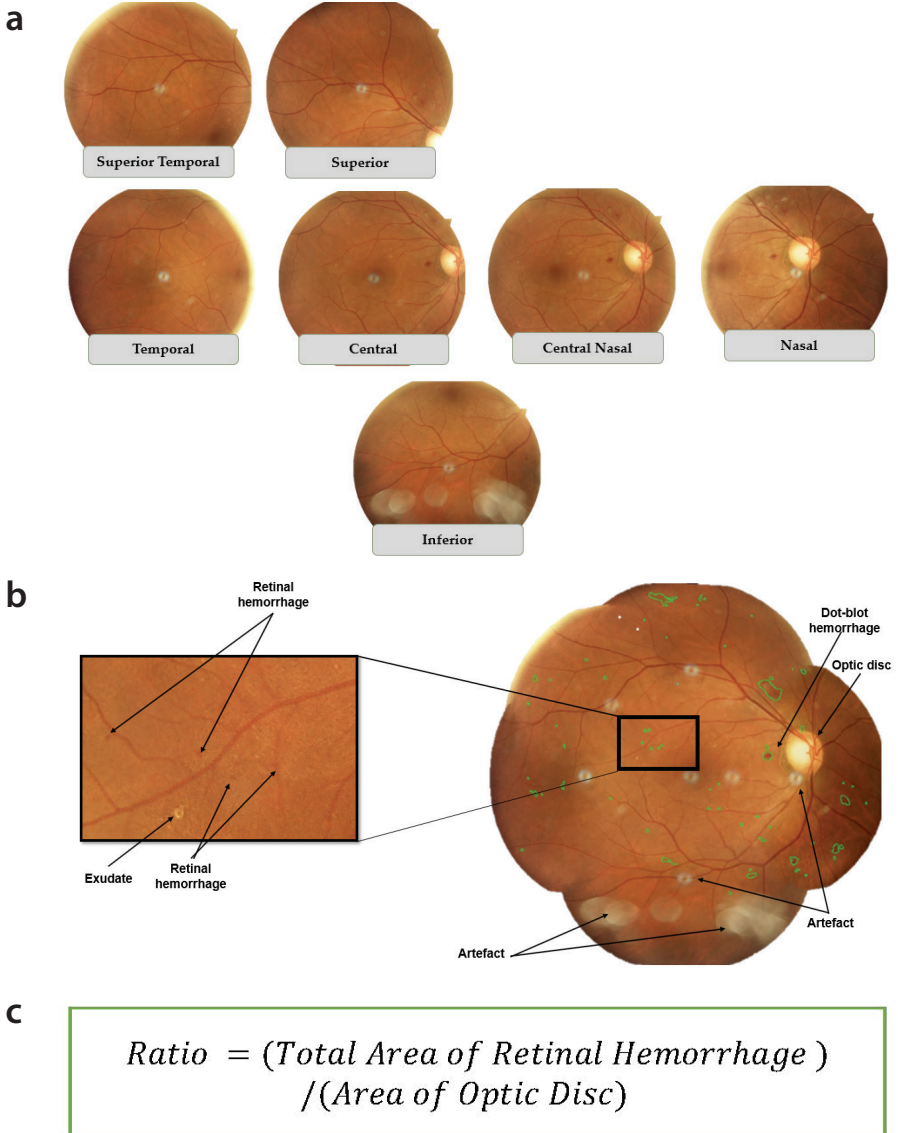 a
Superior Temporal
Superior
Temporal
Central
Central Nasal
Nasal
Inferior
b
Retinal
hemorrhage
Dot-blot
hemorrhage
Optic disc
Exudate
Retinal
hemorrhage
Artefact
Artefact
c
Ratio = (Total Area of Retinal Hemorrhage )
/(Area of Optic Disc)